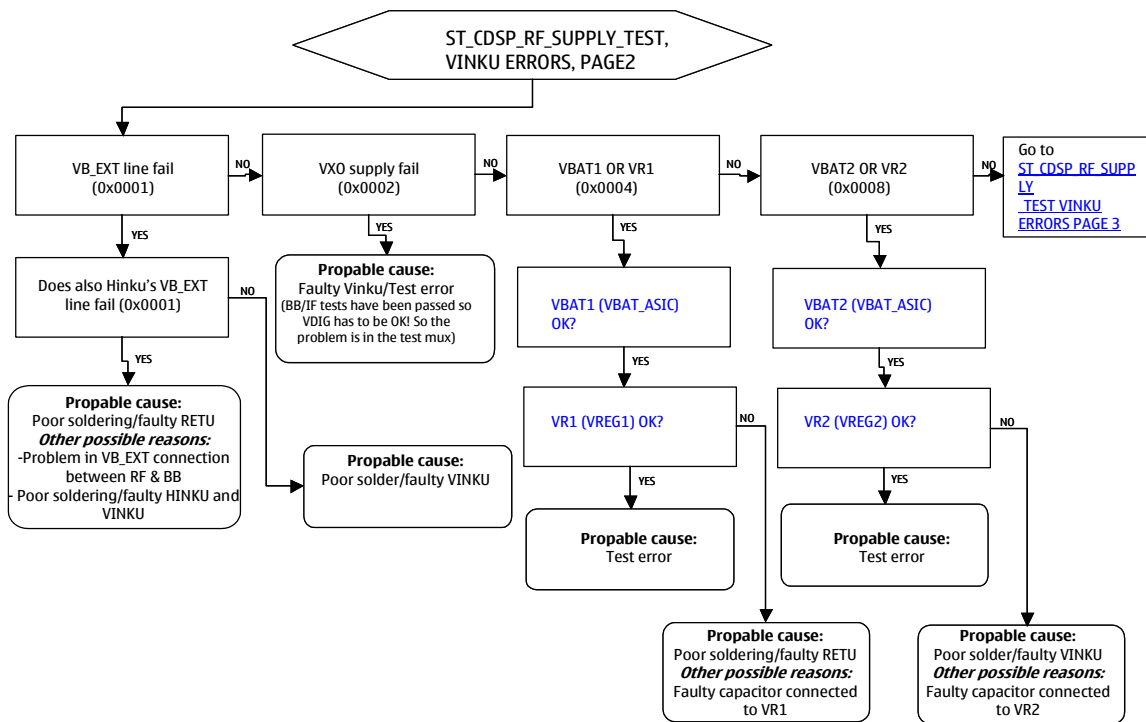 ST_CDSP_RF_SUPPLY_TEST,
VINKU ERRORS, PAGE2
VB_EXT line fail
(0x0001)
NO
VXO supply fail
(0x0002)
NO
VBAT1 OR VR1
(0x0004)
NO
VBAT2 OR VR2
(0x0008)
NO
Go to
ST_CDSP_RF_SUPP
LY
_TEST VINKU
ERRORS PAGE 3
YES
YES
YES
YES
Does also Hinku's VB_EXT
line fail (0x0001)
NO
Propable cause:
Faulty Vinku/Test error
(BB/IF tests have been passed so
VDIG has to be OK! So the
problem is in the test mux)
VBAT1 (VBAT_ASIC)
OK?
VBAT2 (VBAT_ASIC)
OK?
YES
YES
YES
Propable cause:
Poor soldering/faulty RETU
Other possible reasons:
-Problem in VB_EXT connection
between RF & BB
- Poor soldering/faulty HINKU and
VINKU
Propable cause:
Poor solder/faulty VINKU
VR1 (VREG1) OK?
NO
VR2 (VREG2) OK?
NO
YES
YES
Propable cause:
Test error
Propable cause:
Test error
Propable cause:
Poor soldering/faulty RETU
Other possible reasons:
Faulty capacitor connected
to VR1
Propable cause:
Poor solder/faulty VINKU
Other possible reasons:
Faulty capacitor connected
to VR2